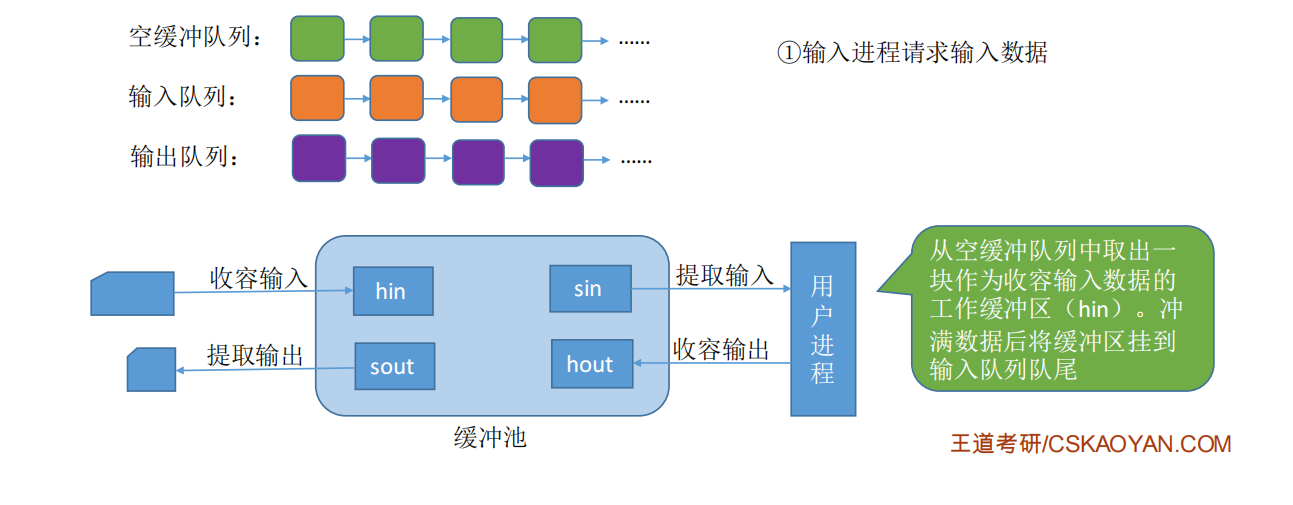 空缓冲队列：
①输入进程请求输入数据
输入队列：
输出队列：
收容输入
hin
sin
提取输入
提取输出
sout
hout
收容输出
用户进程
缓冲池
从空缓冲队列中取出一
块作为收容输入数据的
工作缓冲区（hin）。冲
满数据后将缓冲区挂到
输入队列队尾
王道考研/CSKAOYAN.COM